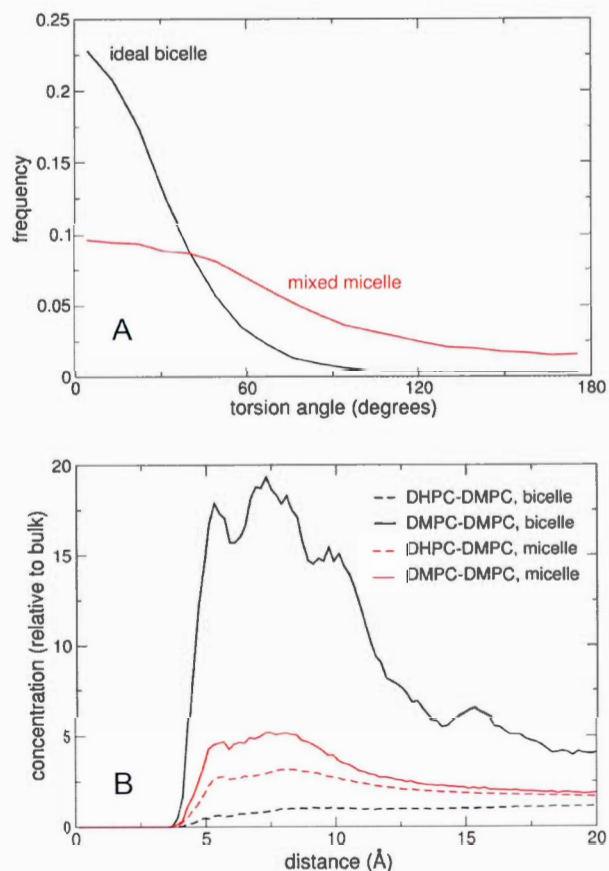 0.25
ideal bicelle
0.2
0.15
frequency
0.1
mixed micelle
0.05
A
0
0 60 120 180
torsion angle (degrees)
20
DHPC-DMPC, bicelle
DMPC-DMPC, bicelle
DHPC-DMPC, micelle
DMPC-DMPC, micelle
15
concentration (relative to bulk)
10
5
B
0
0 5 10 15 20
distance (Å)